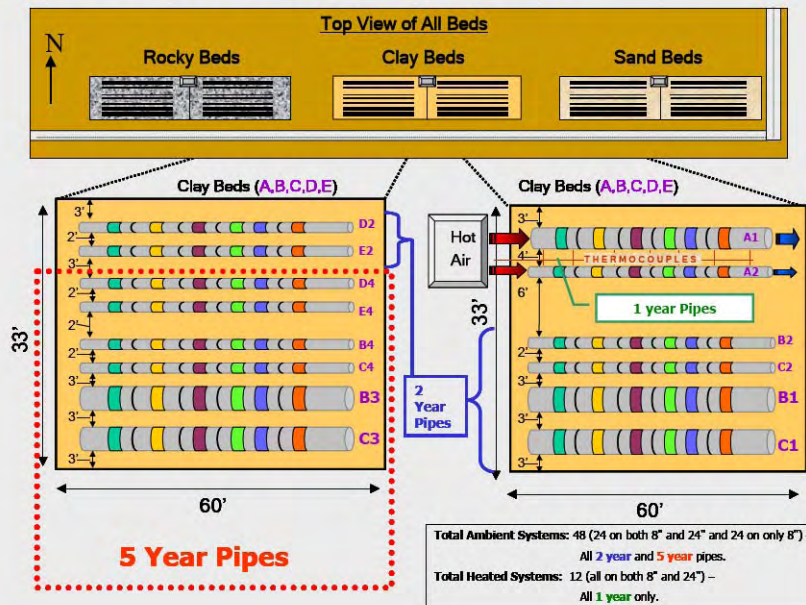 Top View of All Beds
N
Rocky Beds
Clay Beds
Sand Beds
Clay Beds (A,B,C,D,E)
3'
D2
2'
E2
3'
D4
2'
E4
2'
B4
2'
C4
3'
B3
3'
C3
3'
33'
60'
5 Year Pipes
2
Year
Pipes
Clay Beds (A,B,C,D,E)
Hot
Air
33'
3'
A1
4'
THERMOCOUPLES
A2
6'
1 year Pipes
B2
2'
C2
3'
B1
3'
C1
3'
60'
Total Ambient Systems: 48 (24 on both 8" and 24" and 24 on only 8") –
All 2 year and 5 year pipes.
Total Heated Systems: 12 (all on both 8" and 24") –
All 1 year only.